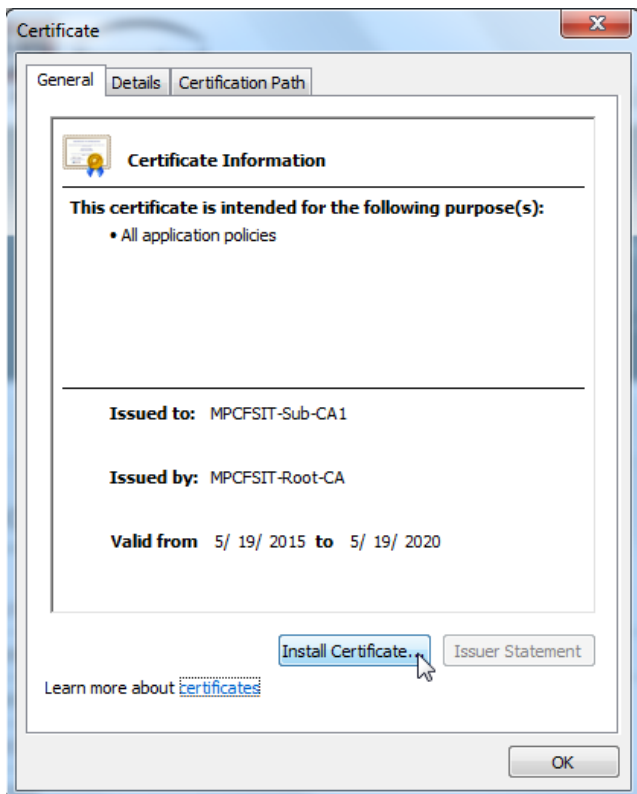 Certificate
General Details Certification Path
Certificate Information
This certificate is intended for the following purpose(s):
• All application policies
Issued to: MPCFSIT-Sub-CA1
Issued by: MPCFSIT-Root-CA
Valid from 5/ 19/ 2015 to 5/ 19/ 2020
Install Certificate... Issuer Statement
Learn more about certificates
OK